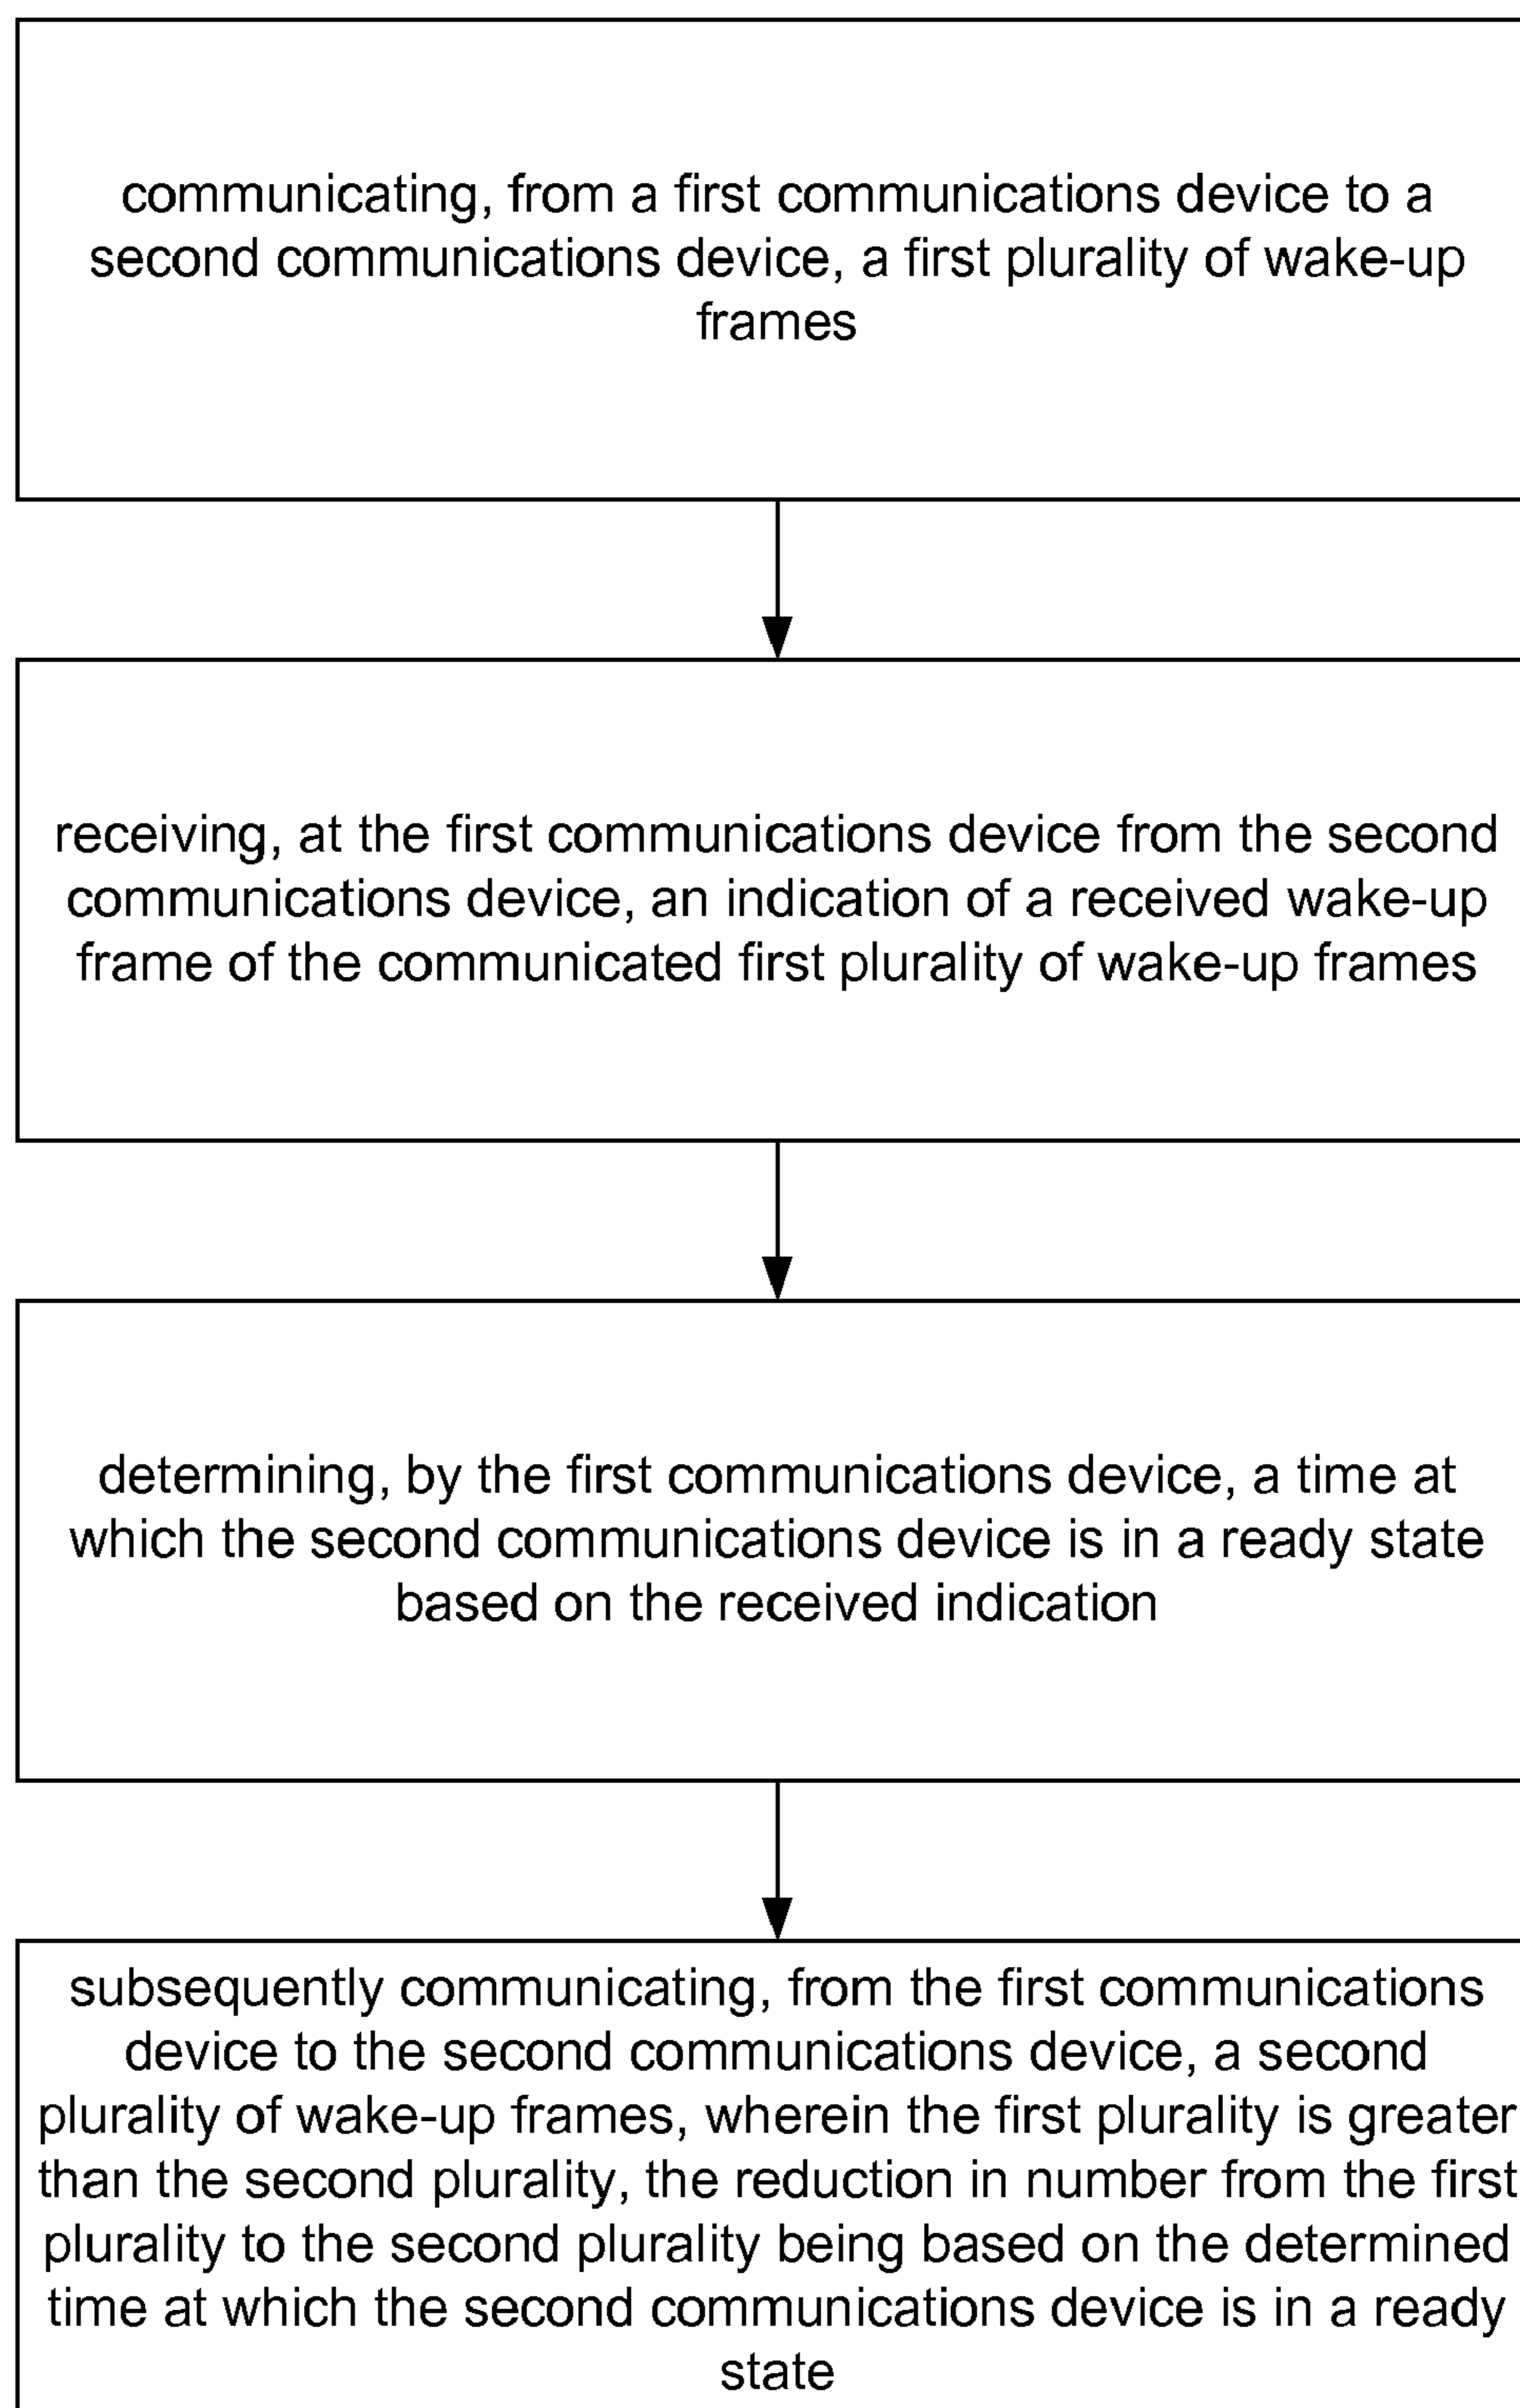 communicating, from a first communications device to a
second communications device, a first plurality of wake-up
frames
receiving, at the first communications device from the second
communications device, an indication of a received wake-up
frame of the communicated first plurality of wake-up frames
determining, by the first communications device, a time at
which the second communications device is in a ready state
based on the received indication
subsequently communicating, from the first communications
device to the second communications device, a second
plurality of wake-up frames, wherein the first plurality is greater
than the second plurality, the reduction in number from the first
plurality to the second plurality being based on the determined
time at which the second communications device is in a ready
state